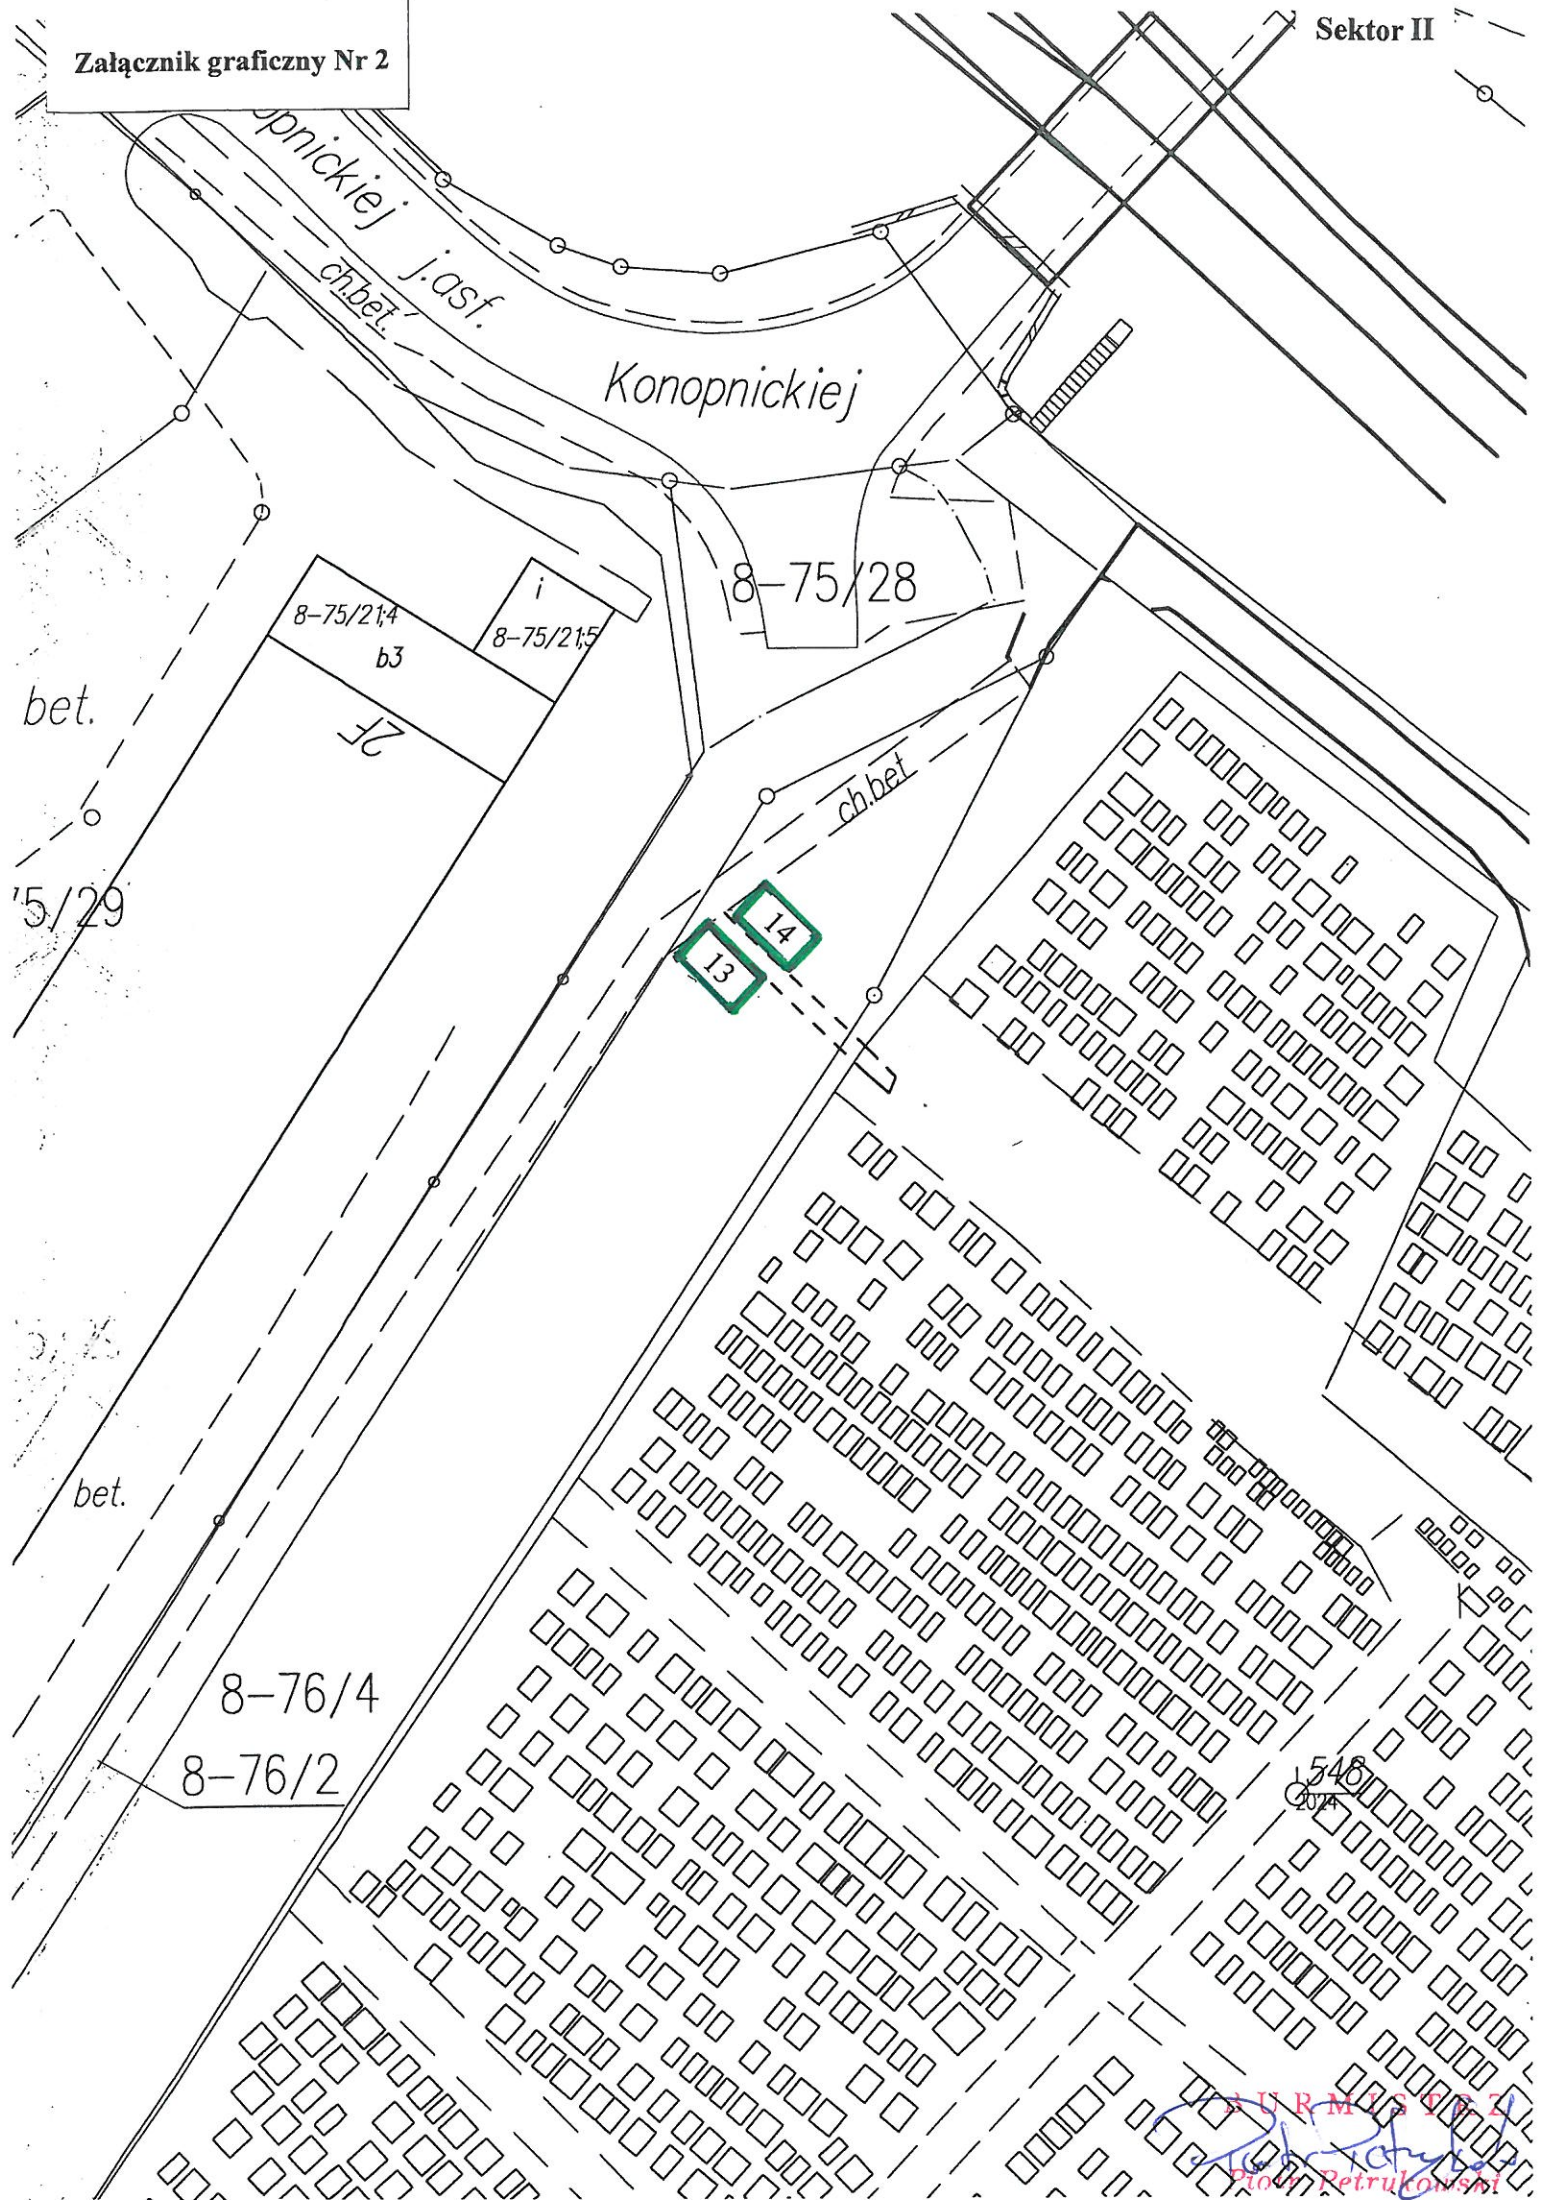 Załącznik graficzny Nr 2
Sektor II
opnickiej j.asf.
ch.bet.
Konopnickiej
8-75/28
i
8-75/21;4
8-75/21;5
b3
bet.
2F
ch.bet
5/29
14
13
bet.
8-76/4
8-76/2
548
2024
K
BURMISTRZ
Piotr Petrukowski